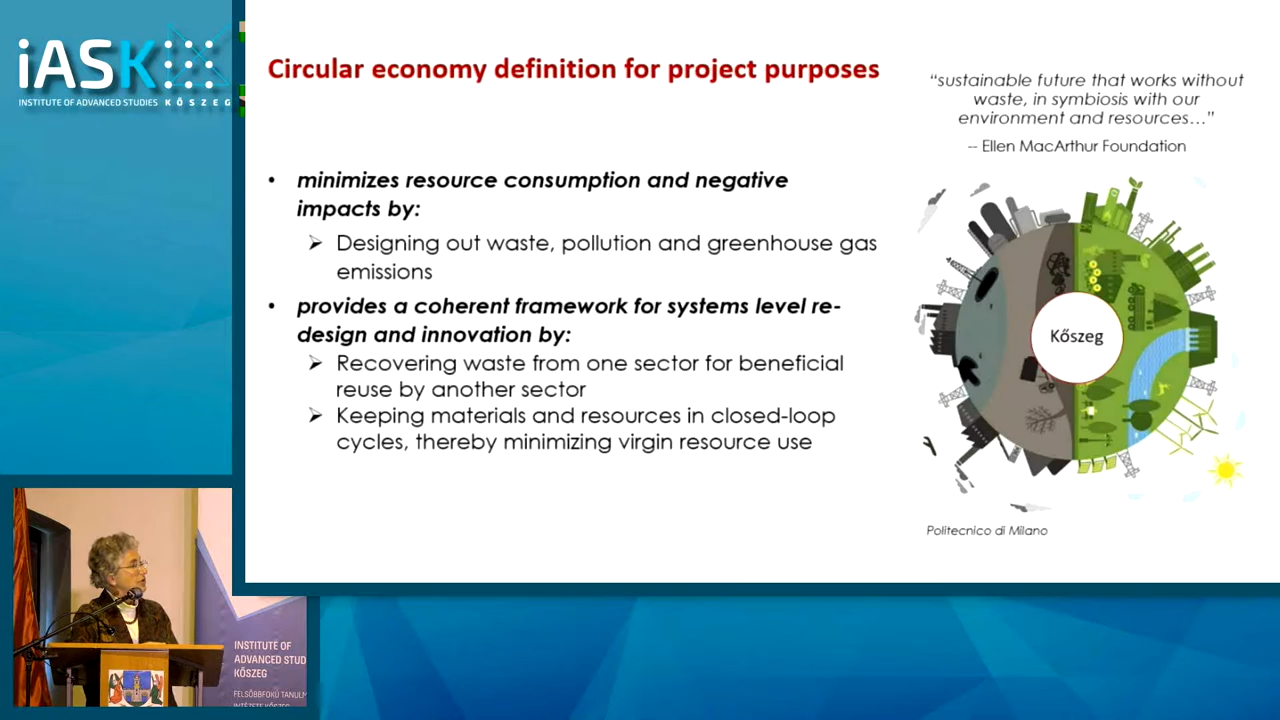 iASK
INSTITUTE OF ADVANCED STUDIES KŐSZEG
Circular economy definition for project purposes
“sustainable future that works without
waste, in symbiosis with our
environment and resources…”
-- Ellen MacArthur Foundation
• minimizes resource consumption and negative
impacts by:
➢ Designing out waste, pollution and greenhouse gas
emissions
• provides a coherent framework for systems level re-
design and innovation by:
➢ Recovering waste from one sector for beneficial
reuse by another sector
➢ Keeping materials and resources in closed-loop
cycles, thereby minimizing virgin resource use
Kőszeg
Politecnico di Milano
INSTITUTE OF
ADVANCED STUD
KŐSZEG
FELSŐBBFOKÚ TANULM
INTÉZETE KŐSZEG